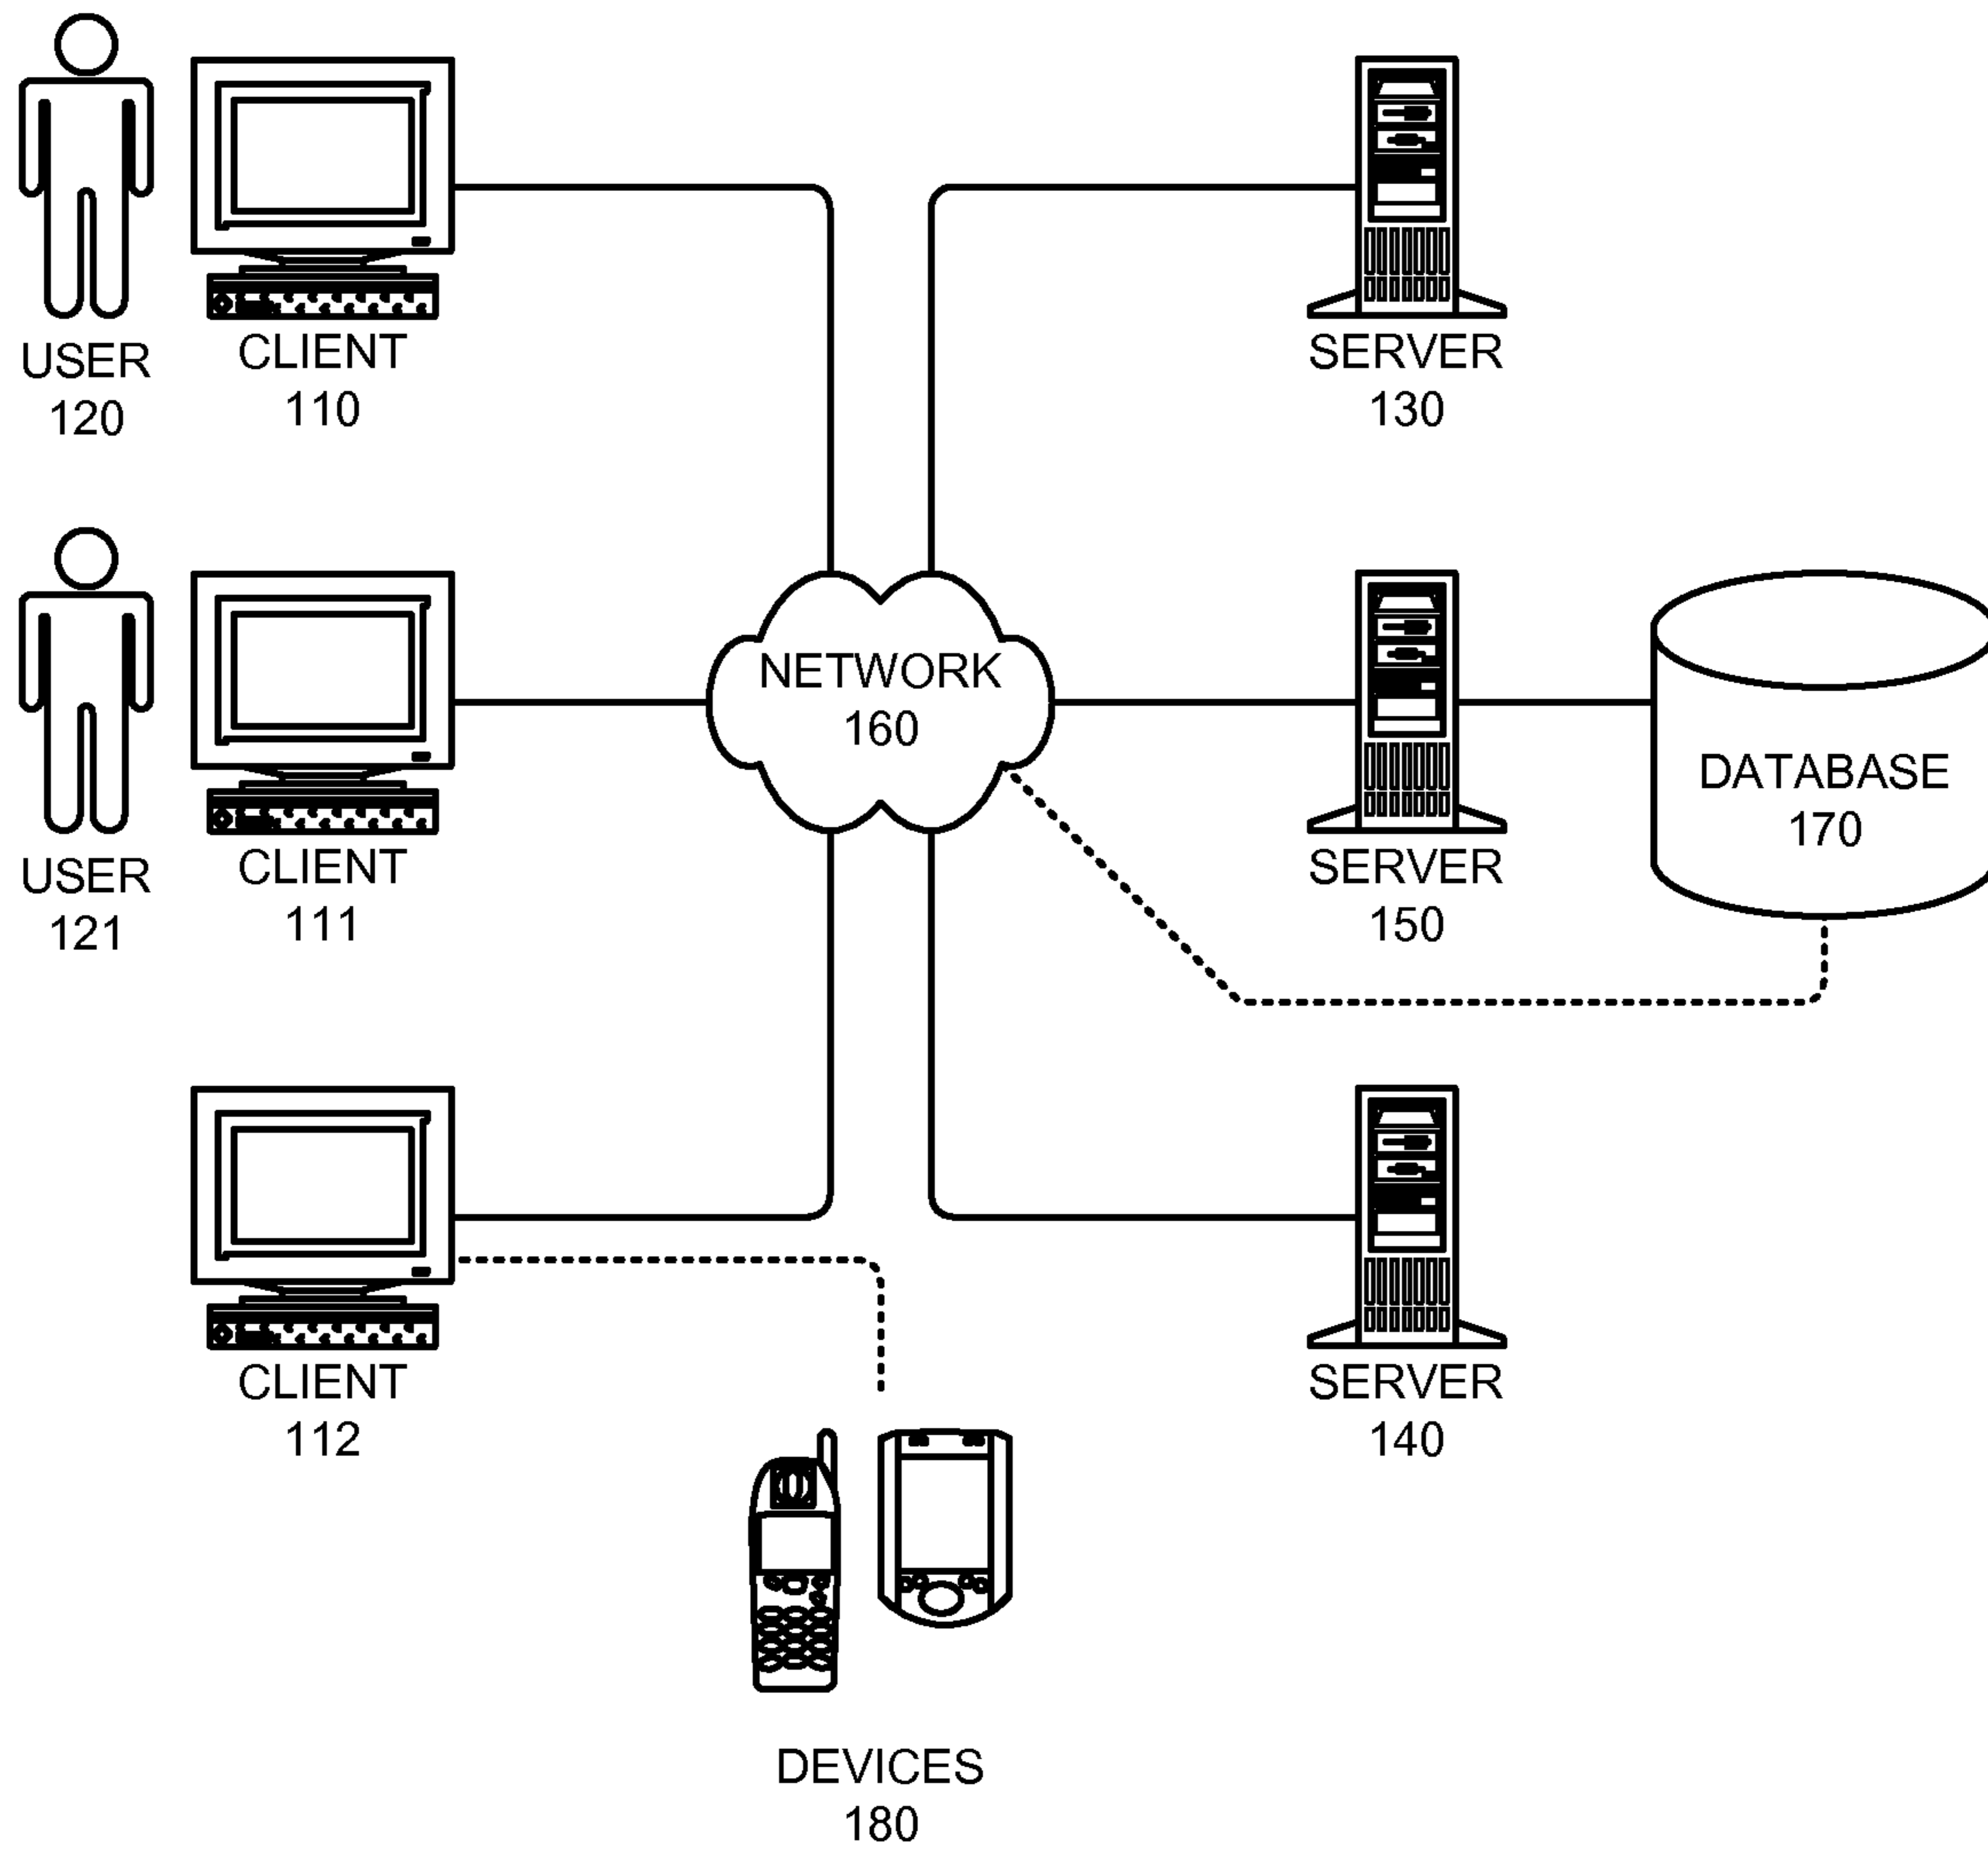 USER
120
CLIENT
110
SERVER
130
NETWORK
160
USER
121
CLIENT
111
SERVER
150
DATABASE
170
CLIENT
112
SERVER
140
DEVICES
180